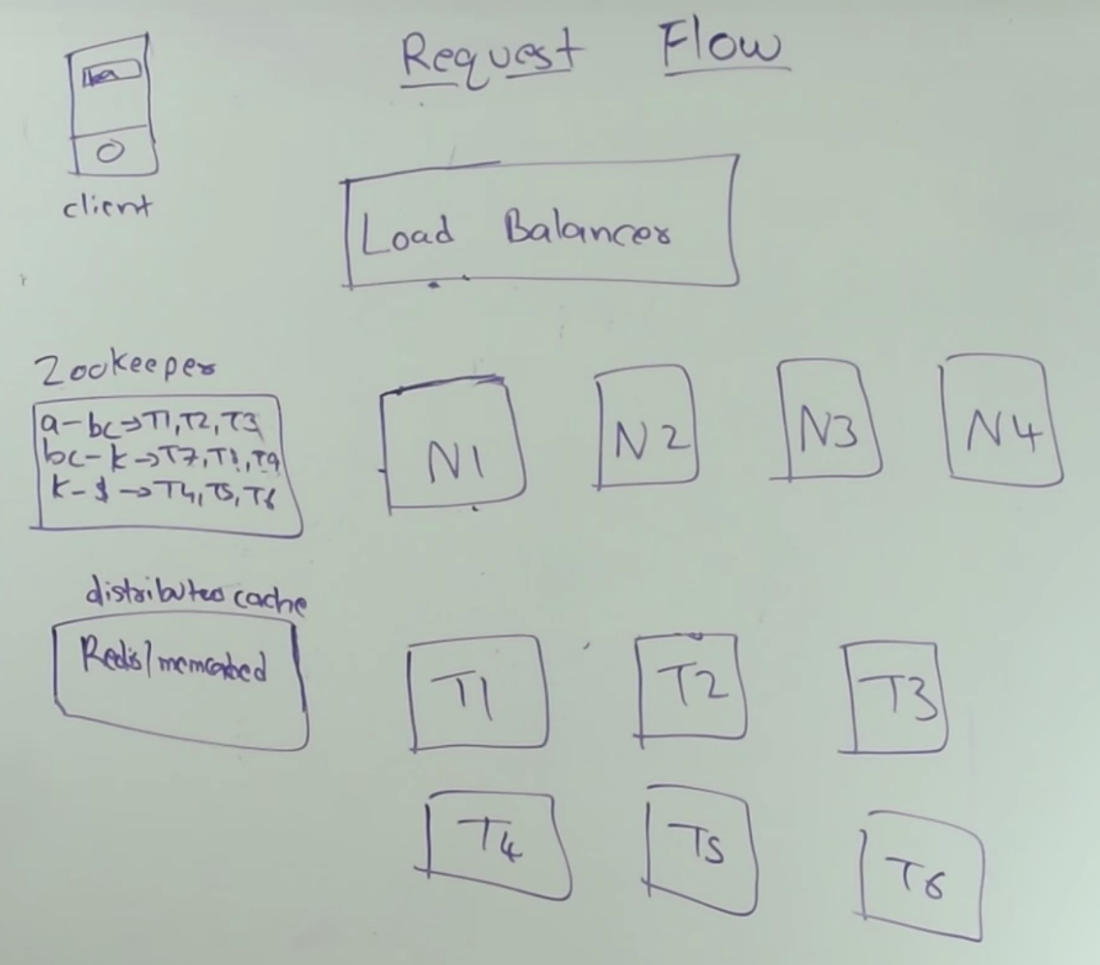 Request Flow
client
Load Balancer
Zookeeper
a-bc→T1,T2,T3
bc-k→T7,T8,T9
K-$→T4,T5,T6
N1
N2
N3
N4
distributed cache
Redis/memcached
T1
T2
T3
T4
T5
T6